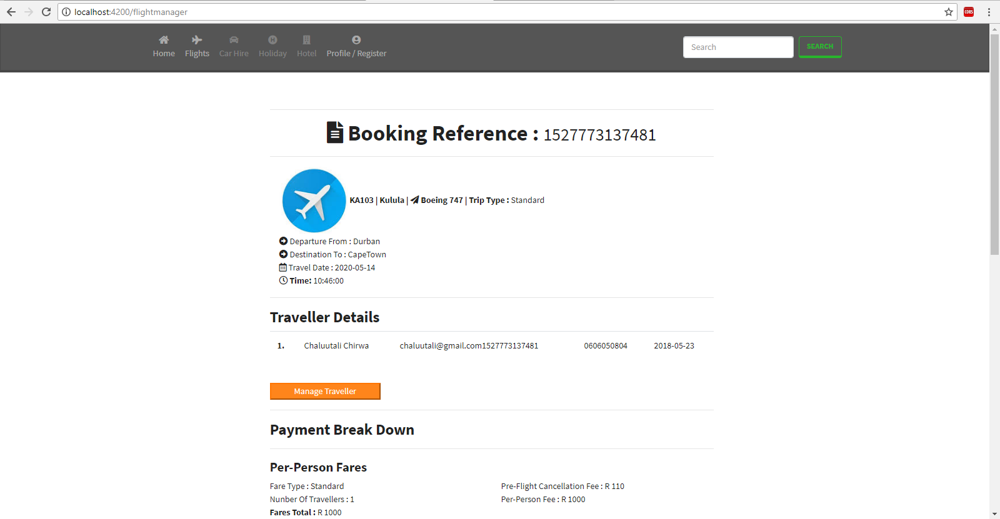 localhost:4200/flightmanager
CORS
Home Flights Car Hire Holiday Hotel Profile / Register
Search SEARCH
Booking Reference : 1527773137481
KA103 | Kulula | Boeing 747 | Trip Type : Standard
Departure From : Durban
Destination To : CapeTown
Travel Date : 2020-05-14
Time: 10:46:00
Traveller Details
1. Chaluutali Chirwa chaluutali@gmail.com1527773137481 0606050804 2018-05-23
Manage Traveller
Payment Break Down
Per-Person Fares
Fare Type : Standard Pre-Flight Cancellation Fee : R 110
Nunber Of Travellers : 1 Per-Person Fee : R 1000
Fares Total : R 1000